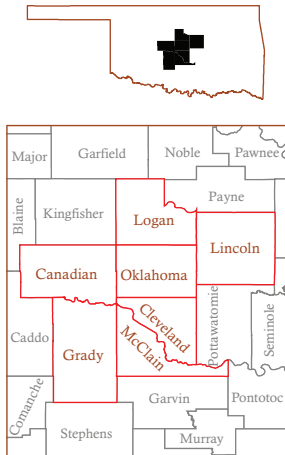 Major
Garfield
Noble
Pawnee
Blaine
Kingfisher
Payne
Logan
Lincoln
Canadian
Oklahoma
Caddo
Grady
Cleveland
McClain
Pottawatomie
Seminole
Comanche
Garvin
Pontotoc
Stephens
Murray